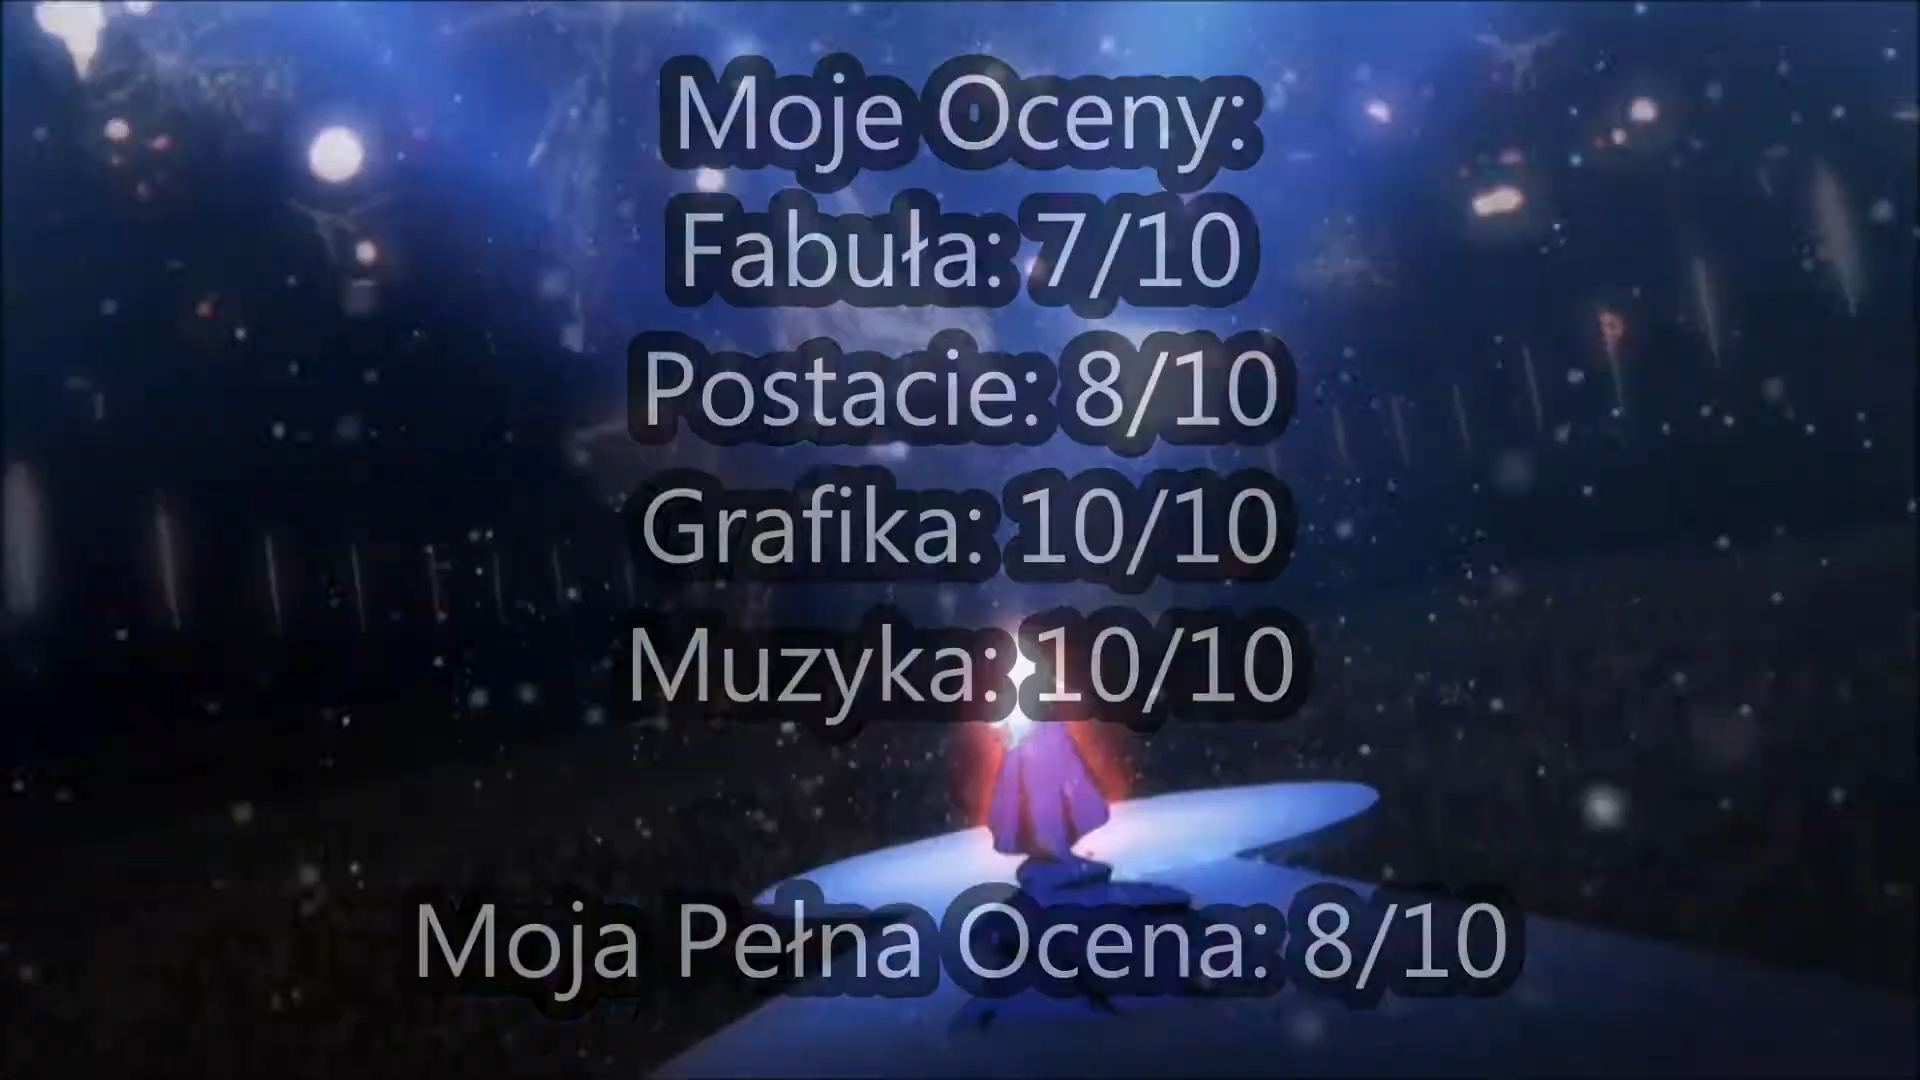 Moje Oceny:
Fabuła: 7/10
Postacie: 8/10
Grafika: 10/10
Muzyka: 10/10
Moja Pełna Ocena: 8/10